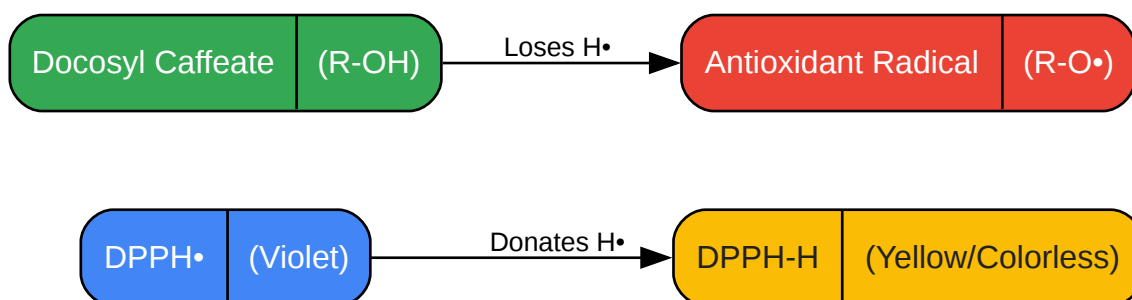 Docosyl Caffeate (R-OH) Loses H• Antioxidant Radical (R-O•)
DPPH• (Violet) Donates H• DPPH-H (Yellow/Colorless)